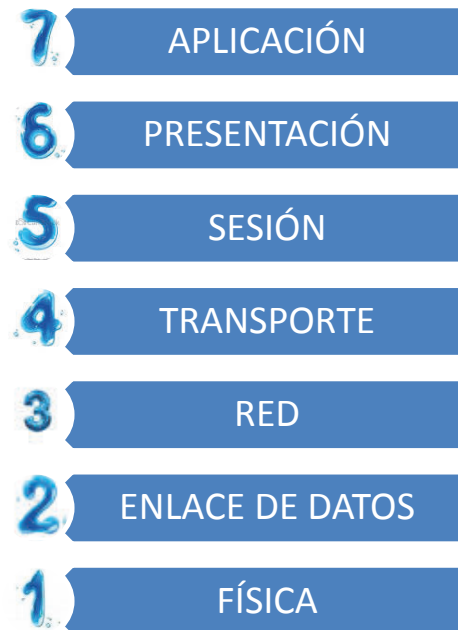 7 APLICACIÓN
6 PRESENTACIÓN
5 SESIÓN
4 TRANSPORTE
3 RED
2 ENLACE DE DATOS
1 FÍSICA